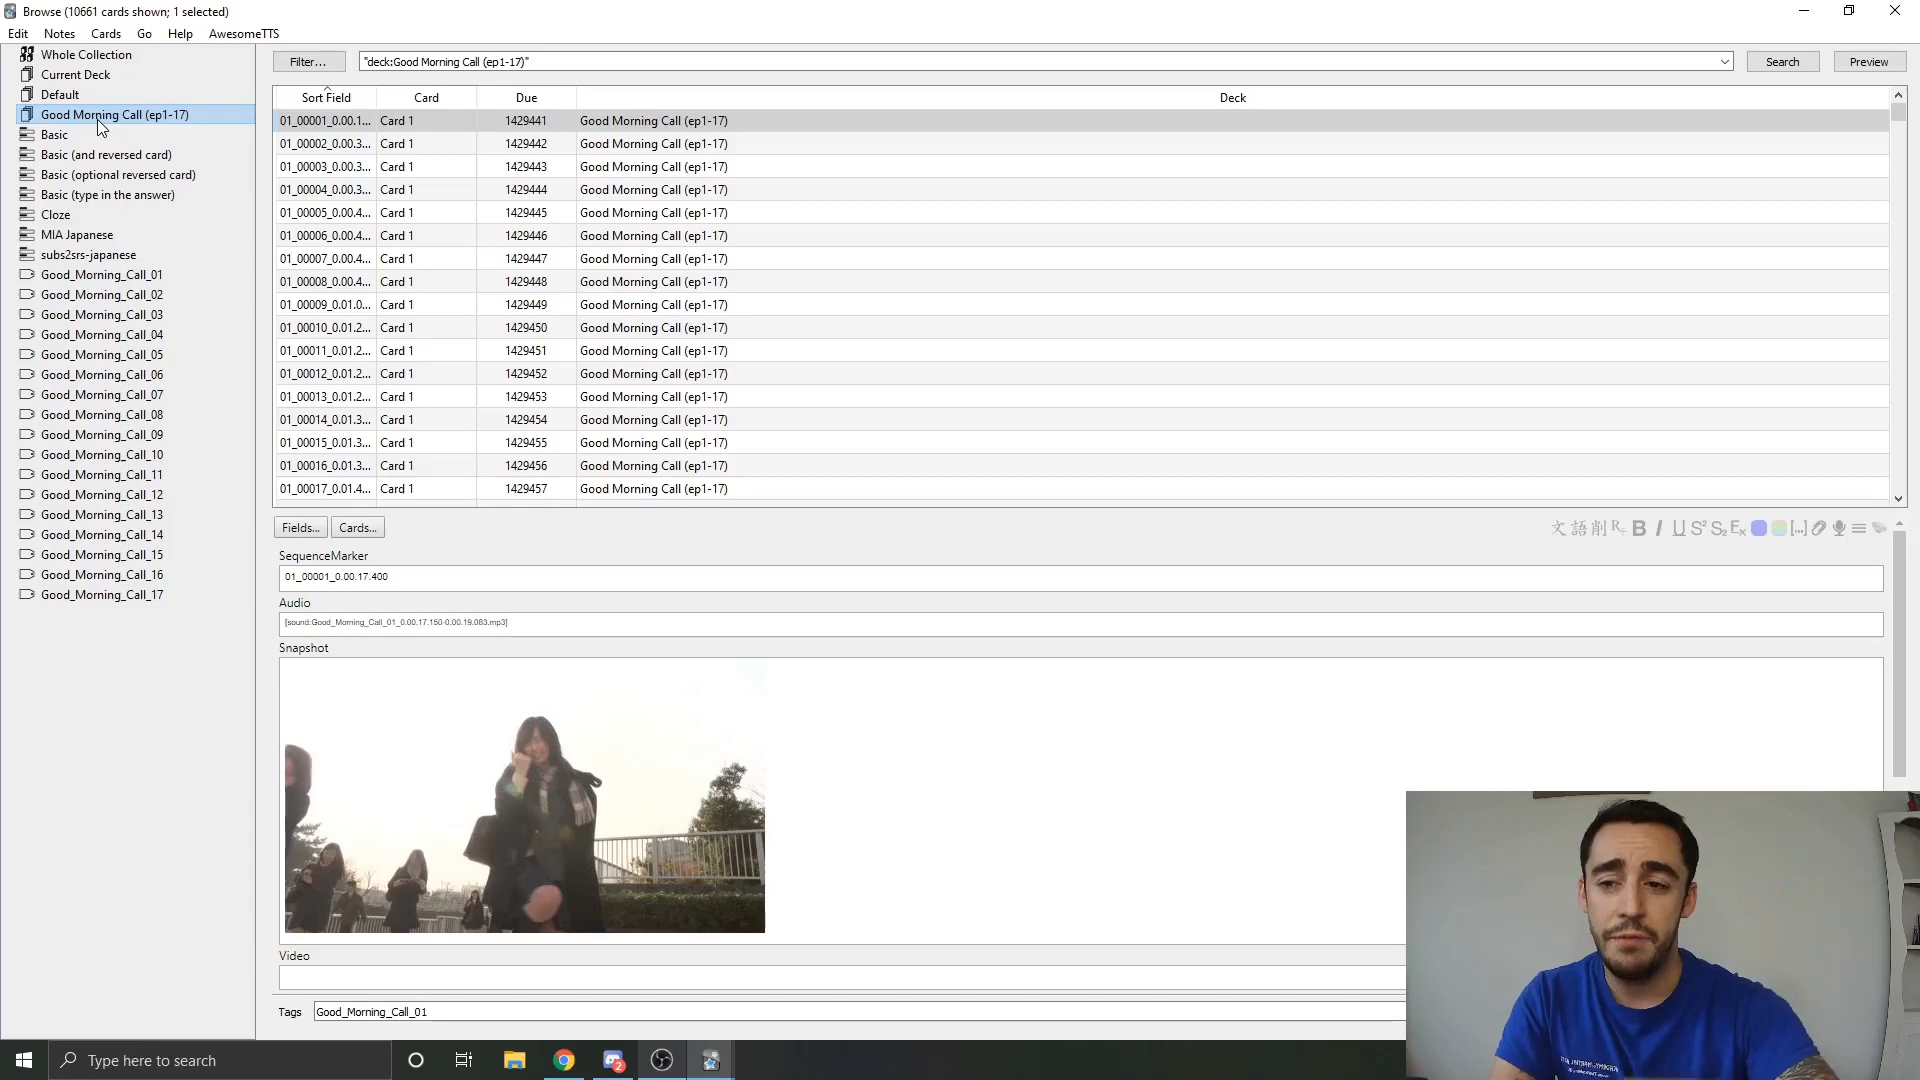 Browse (10661 cards shown; 1 selected)
Edit Notes Cards Go Help AwesomeTTS
Whole Collection
Current Deck
Default
Good Morning Call (ep1-17)
Basic
Basic (and reversed card)
Basic (optional reversed card)
Basic (type in the answer)
Cloze
MIA Japanese
subs2srs-japanese
Good_Morning_Call_01
Good_Morning_Call_02
Good_Morning_Call_03
Good_Morning_Call_04
Good_Morning_Call_05
Good_Morning_Call_06
Good_Morning_Call_07
Good_Morning_Call_08
Good_Morning_Call_09
Good_Morning_Call_10
Good_Morning_Call_11
Good_Morning_Call_12
Good_Morning_Call_13
Good_Morning_Call_14
Good_Morning_Call_15
Good_Morning_Call_16
Good_Morning_Call_17
Filter... "deck:Good Morning Call (ep1-17)" Search Preview
Sort Field Card Due Deck
01_00001_0.00.1... Card 1 1429441 Good Morning Call (ep1-17)
01_00002_0.00.3... Card 1 1429442 Good Morning Call (ep1-17)
01_00003_0.00.3... Card 1 1429443 Good Morning Call (ep1-17)
01_00004_0.00.3... Card 1 1429444 Good Morning Call (ep1-17)
01_00005_0.00.4... Card 1 1429445 Good Morning Call (ep1-17)
01_00006_0.00.4... Card 1 1429446 Good Morning Call (ep1-17)
01_00007_0.00.4... Card 1 1429447 Good Morning Call (ep1-17)
01_00008_0.00.4... Card 1 1429448 Good Morning Call (ep1-17)
01_00009_0.01.0... Card 1 1429449 Good Morning Call (ep1-17)
01_00010_0.01.2... Card 1 1429450 Good Morning Call (ep1-17)
01_00011_0.01.2... Card 1 1429451 Good Morning Call (ep1-17)
01_00012_0.01.2... Card 1 1429452 Good Morning Call (ep1-17)
01_00013_0.01.2... Card 1 1429453 Good Morning Call (ep1-17)
01_00014_0.01.3... Card 1 1429454 Good Morning Call (ep1-17)
01_00015_0.01.3... Card 1 1429455 Good Morning Call (ep1-17)
01_00016_0.01.3... Card 1 1429456 Good Morning Call (ep1-17)
01_00017_0.01.4... Card 1 1429457 Good Morning Call (ep1-17)
Fields... Cards... 文 語 削 R+ B I U S² S₂ Ex [...]
SequenceMarker
01_00001_0.00.17.400
Audio
[sound:Good_Morning_Call_01_0.00.17.150-0.00.19.083.mp3]
Snapshot
Video
Tags Good_Morning_Call_01
Type here to search
2